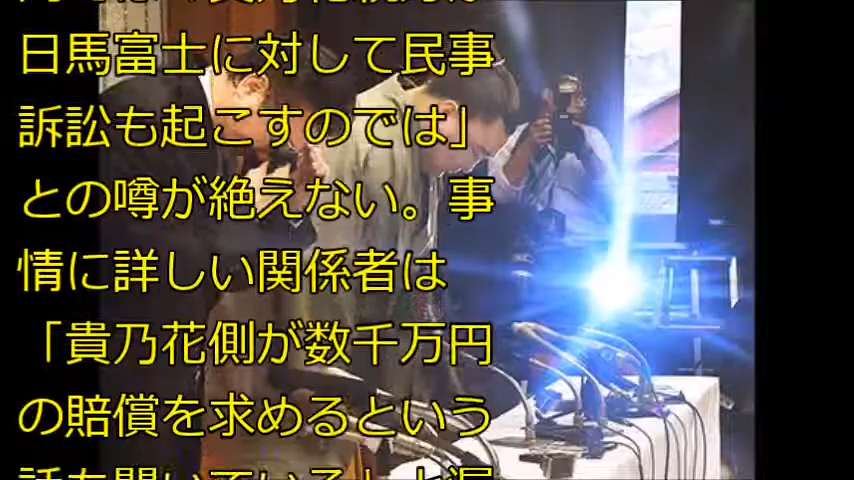 日馬富士に対して民事
訴訟も起こすのでは」
との噂が絶えない。事
情に詳しい関係者は
「貴乃花側が数千万円
の賠償を求めるという